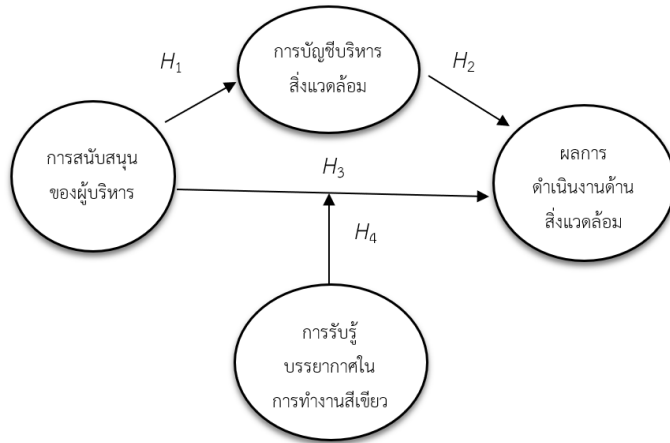 การบัญชีบริหาร
สิ่งแวดล้อม
H1
H2
การสนับสนุน
ของผู้บริหาร
ผลการ
ดำเนินงานด้าน
สิ่งแวดล้อม
H3
H4
การรับรู้
บรรยากาศใน
การทำงานสีเขียว